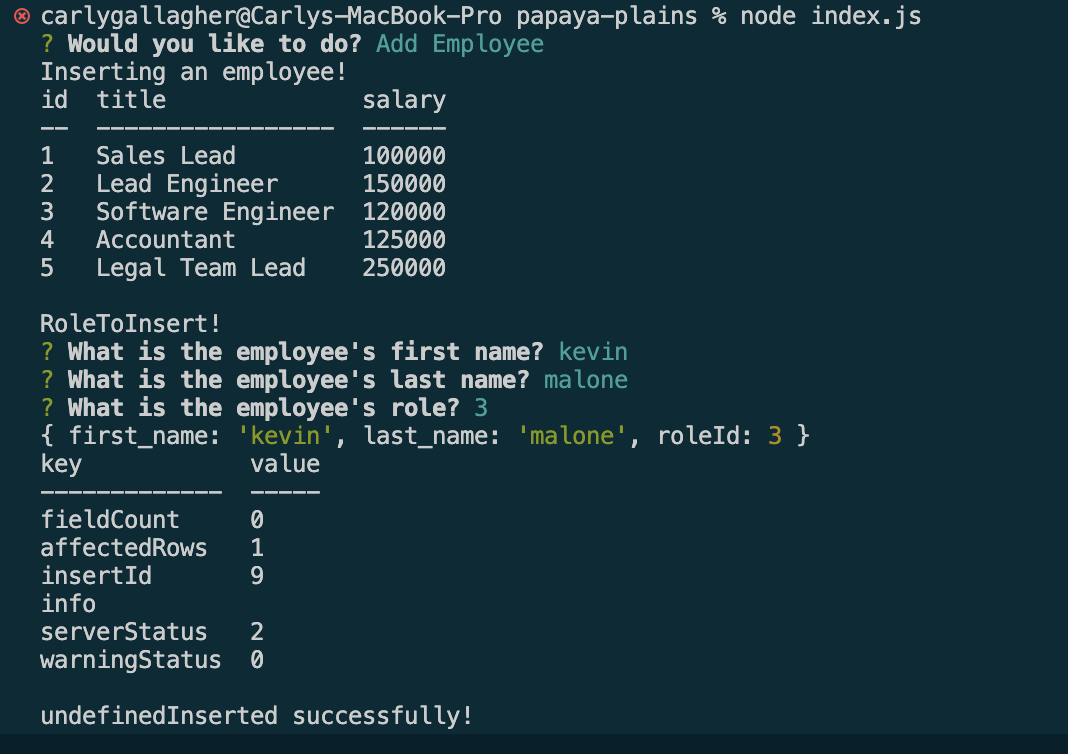 carlygallagher@Carlys-MacBook-Pro papaya-plains % node index.js
? Would you like to do? Add Employee
Inserting an employee!
id  title              salary
--  -----------------  ------
1   Sales Lead         100000
2   Lead Engineer      150000
3   Software Engineer  120000
4   Accountant         125000
5   Legal Team Lead    250000
RoleToInsert!
? What is the employee's first name? kevin
? What is the employee's last name? malone
? What is the employee's role? 3
{ first_name: 'kevin', last_name: 'malone', roleId: 3 }
key            value
-------------  -----
fieldCount     0
affectedRows   1
insertId       9
info
serverStatus   2
warningStatus  0
undefinedInserted successfully!